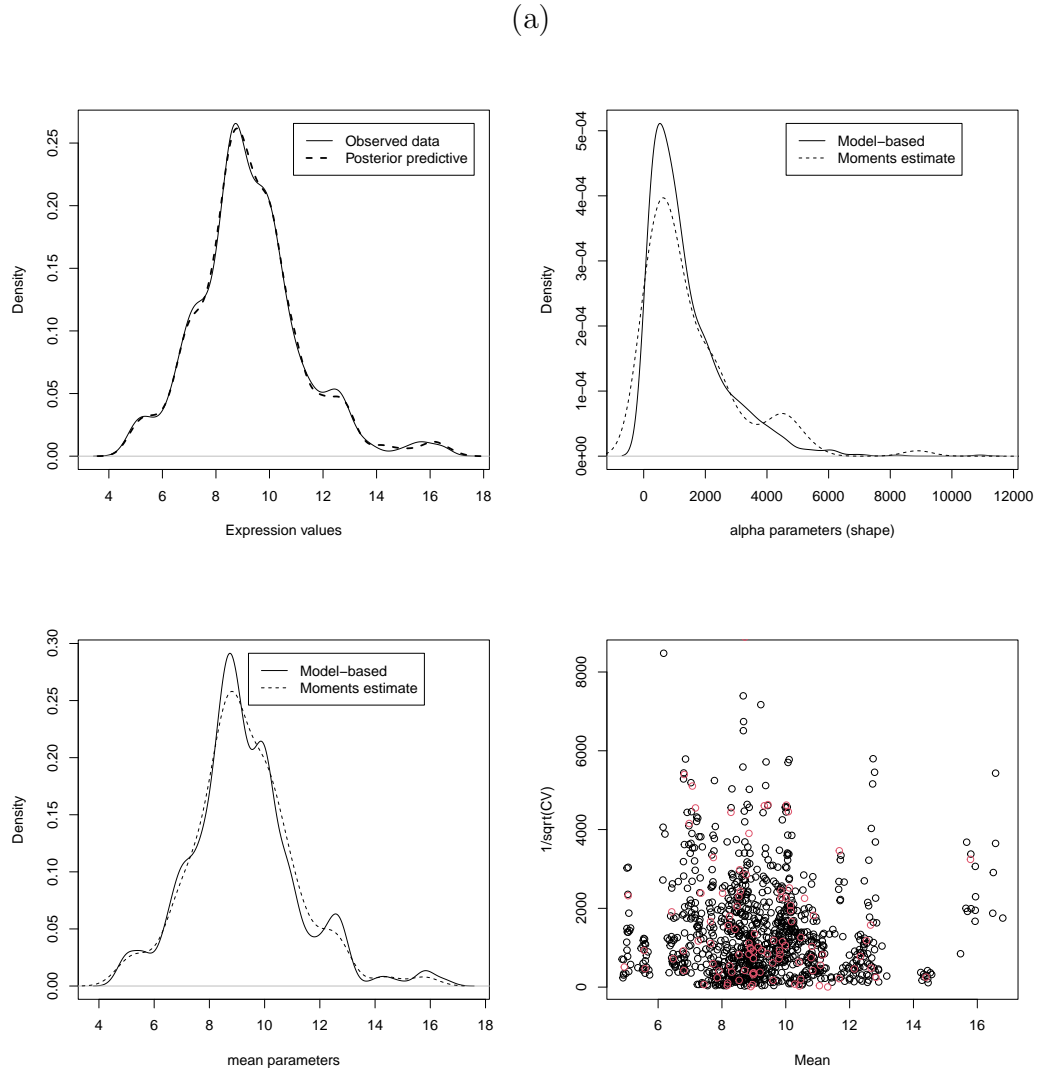 (a)
Observed data
Posterior predictive
Density
0.00 0.05 0.10 0.15 0.20 0.25
4 6 8 10 12 14 16 18
Expression values
Model−based
Moments estimate
Density
0e+00 1e−04 2e−04 3e−04 4e−04 5e−04
0 2000 4000 6000 8000 10000 12000
alpha parameters (shape)
Model−based
Moments estimate
Density
0.00 0.05 0.10 0.15 0.20 0.25 0.30
4 6 8 10 12 14 16 18
mean parameters
1/sqrt(CV)
0 2000 4000 6000 8000
6 8 10 12 14 16
Mean